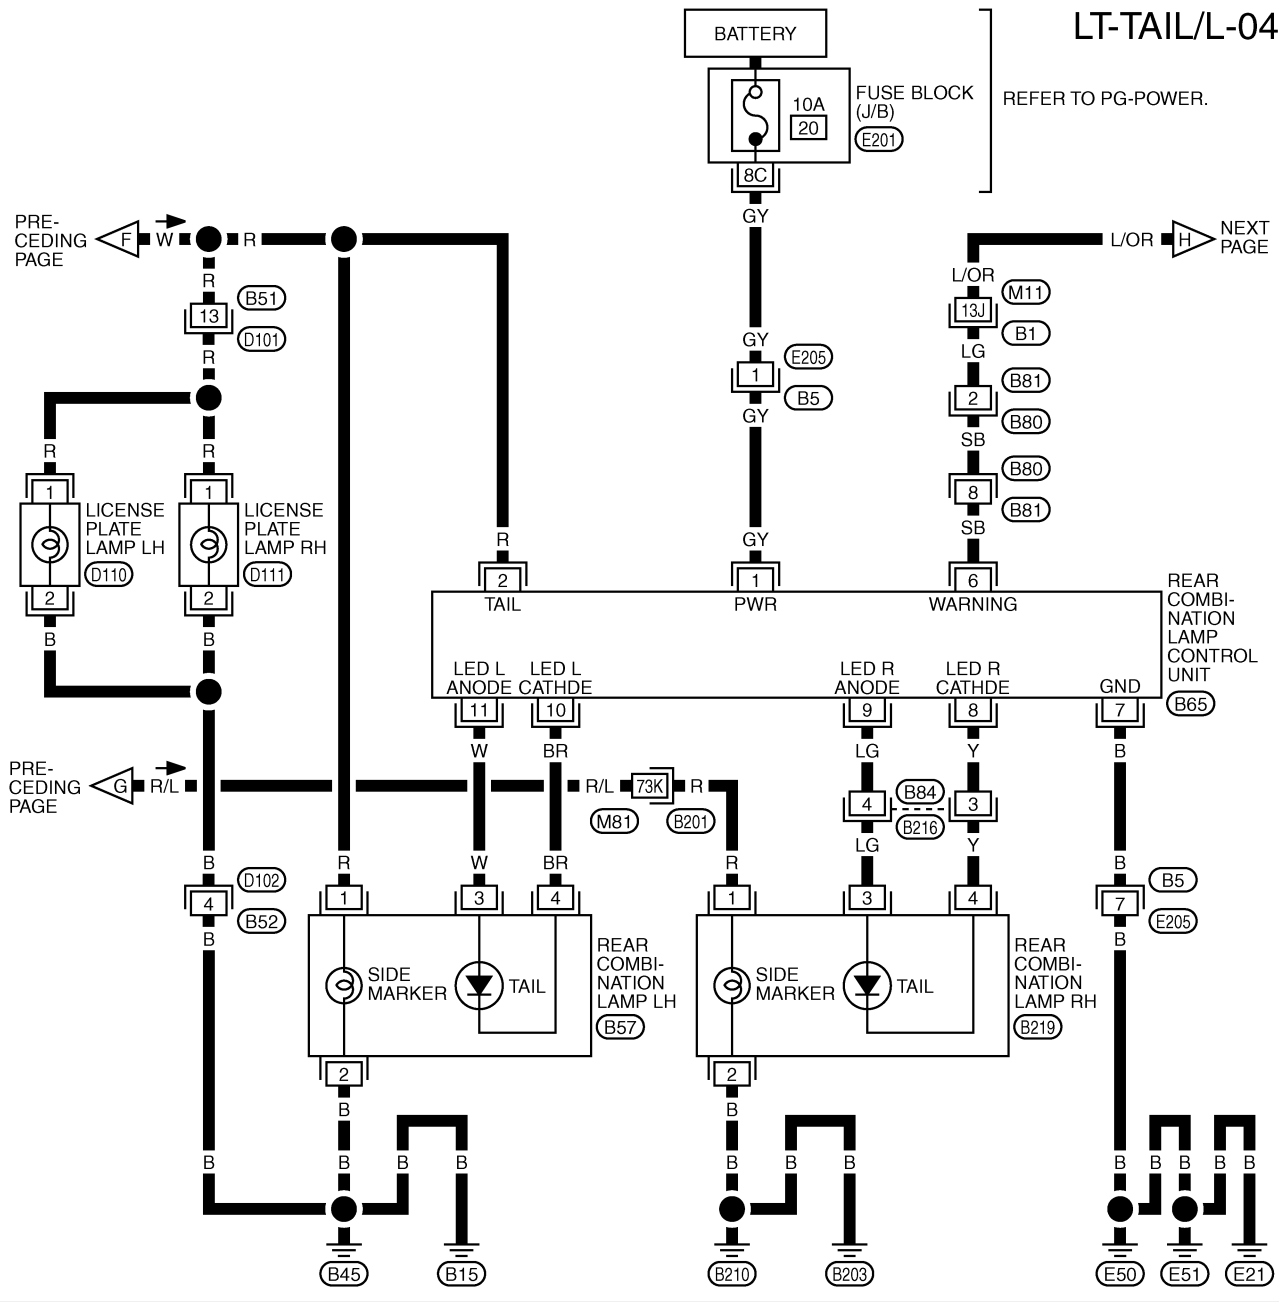 LT-TAIL/L-04
BATTERY
10A
20
FUSE BLOCK
(J/B)
E201
REFER TO PG-POWER.
8C
GY
PRE-
CEDING
PAGE
F
W
R
L/OR
H
NEXT
PAGE
R
B51
13
D101
R
L/OR
M11
13J
B1
LG
B81
2
B80
SB
B80
8
B81
SB
GY
E205
1
B5
GY
R
R
1
LICENSE
PLATE
LAMP LH
D110
2
B
1
LICENSE
PLATE
LAMP RH
D111
2
B
R
GY
2
1
6
TAIL
PWR
WARNING
REAR
COMBI-
NATION
LAMP
CONTROL
UNIT
B65
LED L
ANODE
LED L
CATHDE
LED R
ANODE
LED R
CATHDE
GND
11
10
9
8
7
W
BR
LG
Y
B
PRE-
CEDING
PAGE
G
R/L
R/L
73K
R
M81
B201
4
B84
3
B216
LG
Y
B
D102
4
B52
B
R
W
BR
R
B
B5
7
E205
B
1
3
4
SIDE
MARKER
TAIL
REAR
COMBI-
NATION
LAMP LH
B57
2
B
1
3
4
SIDE
MARKER
TAIL
REAR
COMBI-
NATION
LAMP RH
B219
2
B
B
B
B
B
B
B
B
B
B
B
B
B
B45
B15
B210
B203
E50
E51
E21